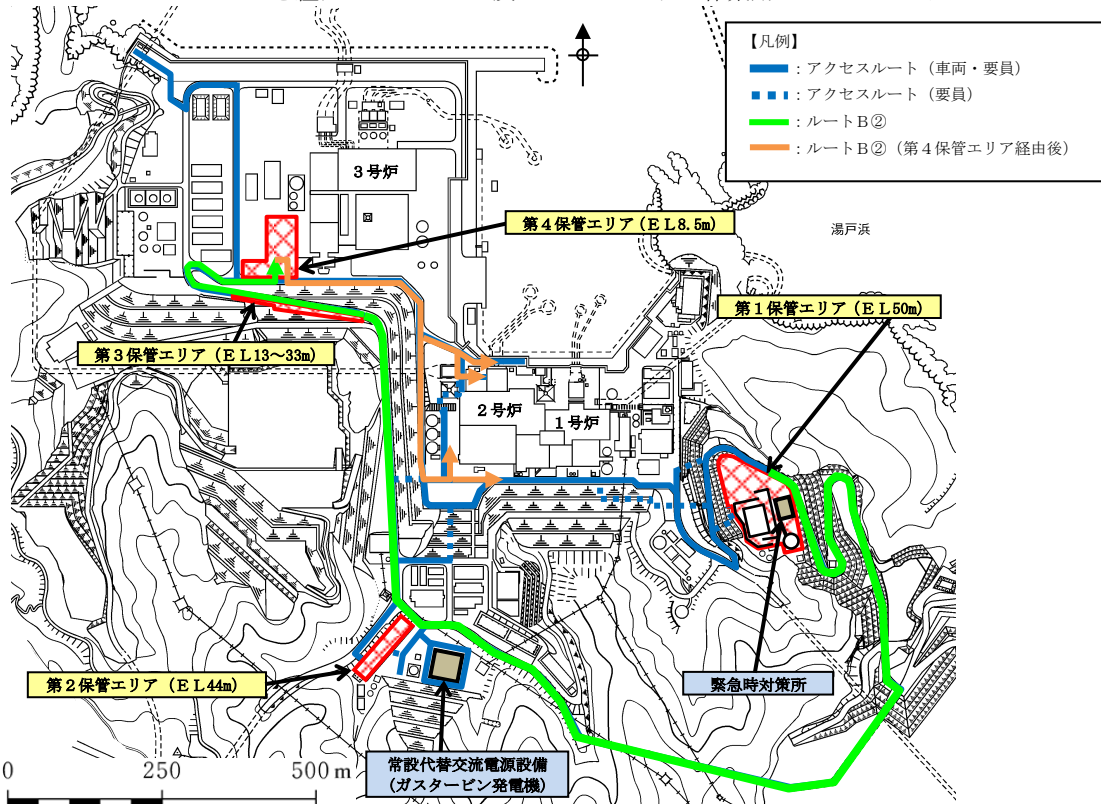 【凡例】
：アクセスルート（車両・要員）
：アクセスルート（要員）
：ルートＢ②
：ルートＢ②（第４保管エリア経由後）
３号炉
第４保管エリア（ＥＬ8.5m）
湯戸浜
第１保管エリア（ＥＬ50m）
第３保管エリア（ＥＬ13～33m）
２号炉
１号炉
第２保管エリア（ＥＬ44m）
緊急時対策所
常設代替交流電源設備
（ガスタービン発電機）
0 250 500 m